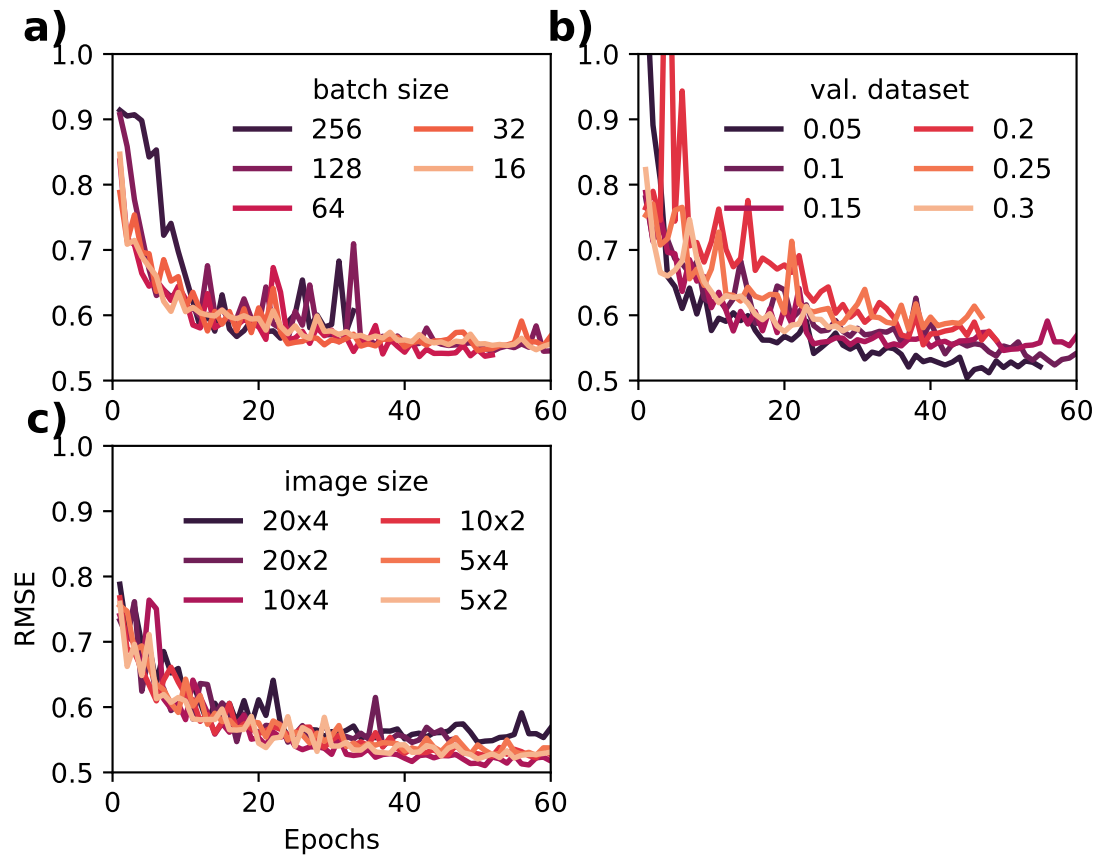 a)
1.0
0.9
0.8
0.7
0.6
0.5
0 20 40 60
batch size
256 32
128 16
64
b)
1.0
0.9
0.8
0.7
0.6
0.5
0 20 40 60
val. dataset
0.05 0.2
0.1 0.25
0.15 0.3
c)
1.0
0.9
0.8
0.7
0.6
0.5
RMSE
image size
20x4 10x2
20x2 5x4
10x4 5x2
0 20 40 60
Epochs